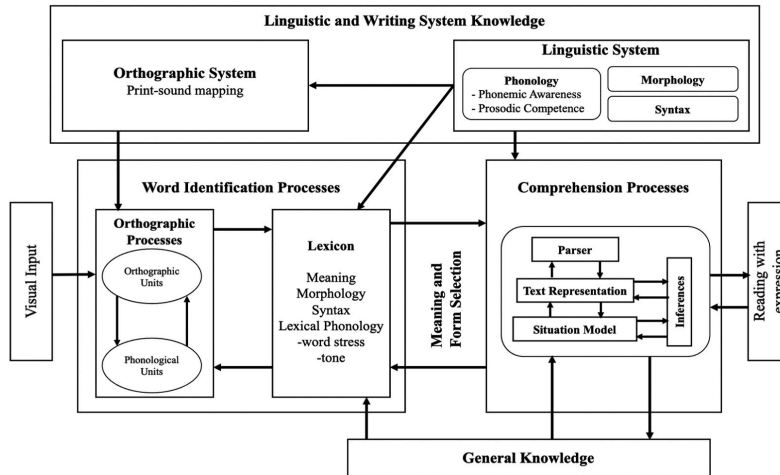 Linguistic and Writing System Knowledge
Orthographic System
Print-sound mapping
Linguistic System
Phonology
- Phonemic Awareness
- Prosodic Competence
Morphology
Syntax
Visual Input
Word Identification Processes
Orthographic
Processes
Orthographic
Units
Phonological
Units
Lexicon
Meaning
Morphology
Syntax
Lexical Phonology
-word stress
-tone
Meaning and
Form Selection
Comprehension Processes
Parser
Text Representation
Situation Model
Inferences
Reading with
expression
General Knowledge